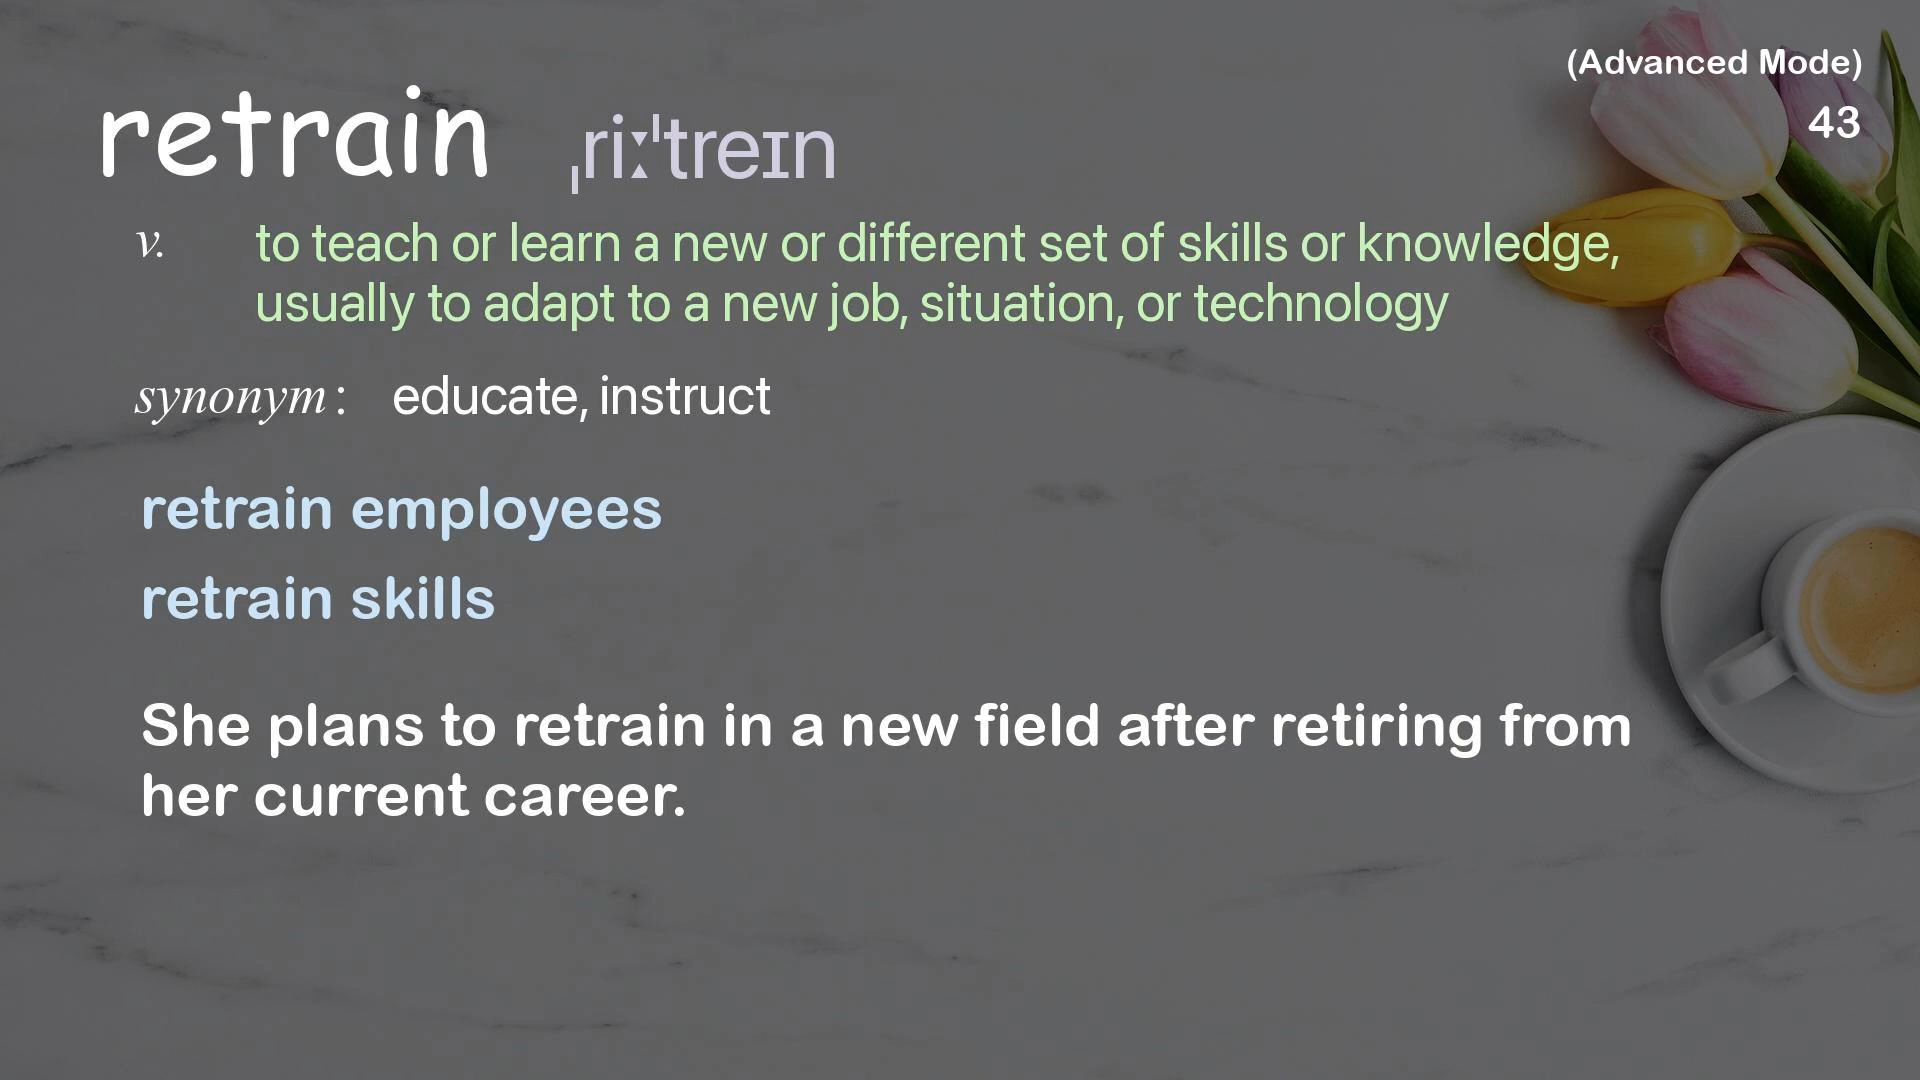 (Advanced Mode)
43
retrain ˌriːˈtreɪn
v. to teach or learn a new or different set of skills or knowledge,
usually to adapt to a new job, situation, or technology
synonym : educate, instruct
retrain employees
retrain skills
She plans to retrain in a new field after retiring from
her current career.